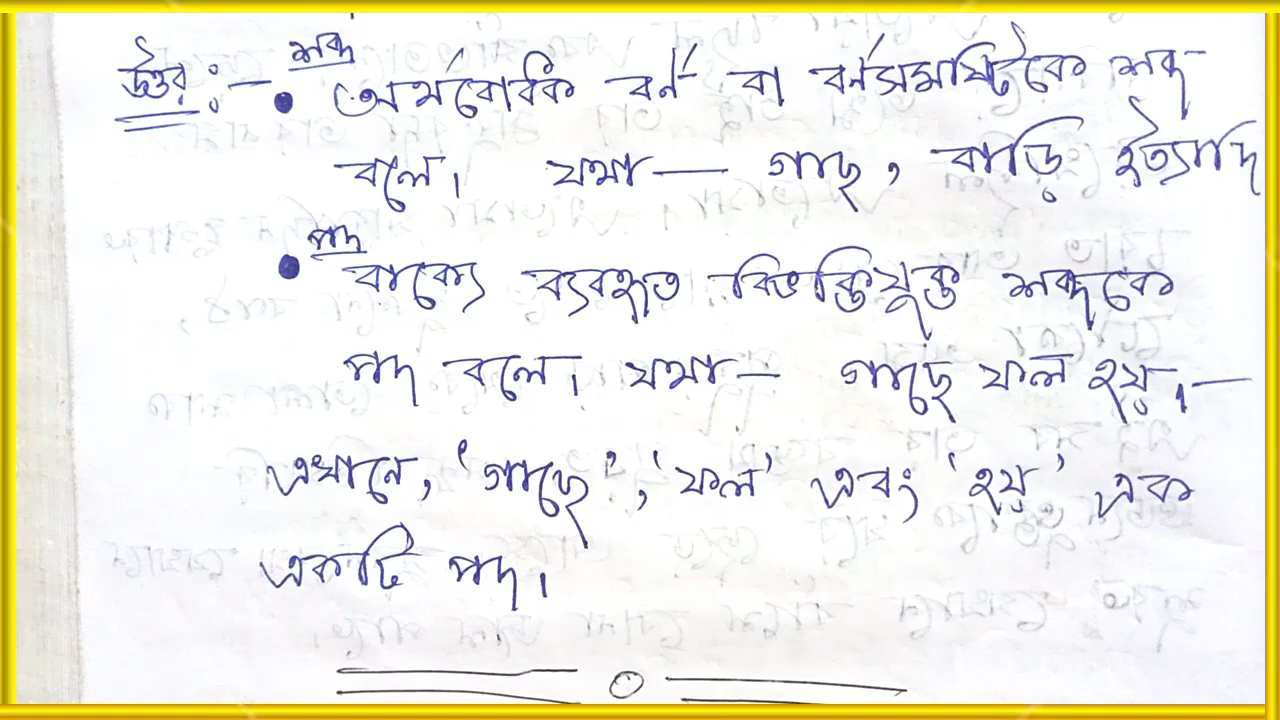 উত্তর :-
শব্দ
• অর্থবোধক বর্ণ বা বর্ণসমষ্টিকে শব্দ
বলে। যথা— গাছ, বাড়ি ইত্যাদি
পদ
• বাক্যে ব্যবহৃত বিভক্তিযুক্ত শব্দকে
পদ বলে। যথা— গাছে ফল হয়।—
এখানে, 'গাছে', 'ফল' এবং 'হয়' এক
একটি পদ।